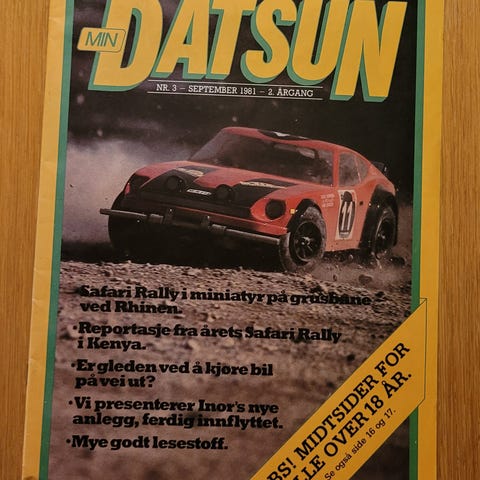 MIN DATSUN
NR. 3 – SEPTEMBER 1981 – 2. ÅRGANG
11
• Safari Rally i miniatyr på grusbane
ved Rhinen.
• Reportasje fra årets Safari Rally
i Kenya.
• Er gleden ved å kjøre bil
på vei ut?
• Vi presenterer Inor's nye
anlegg, ferdig innflyttet.
• Mye godt lesestoff.
BS! MIDTSIDER FOR
LLE OVER 18 ÅR.
Se også side 16 og 17.